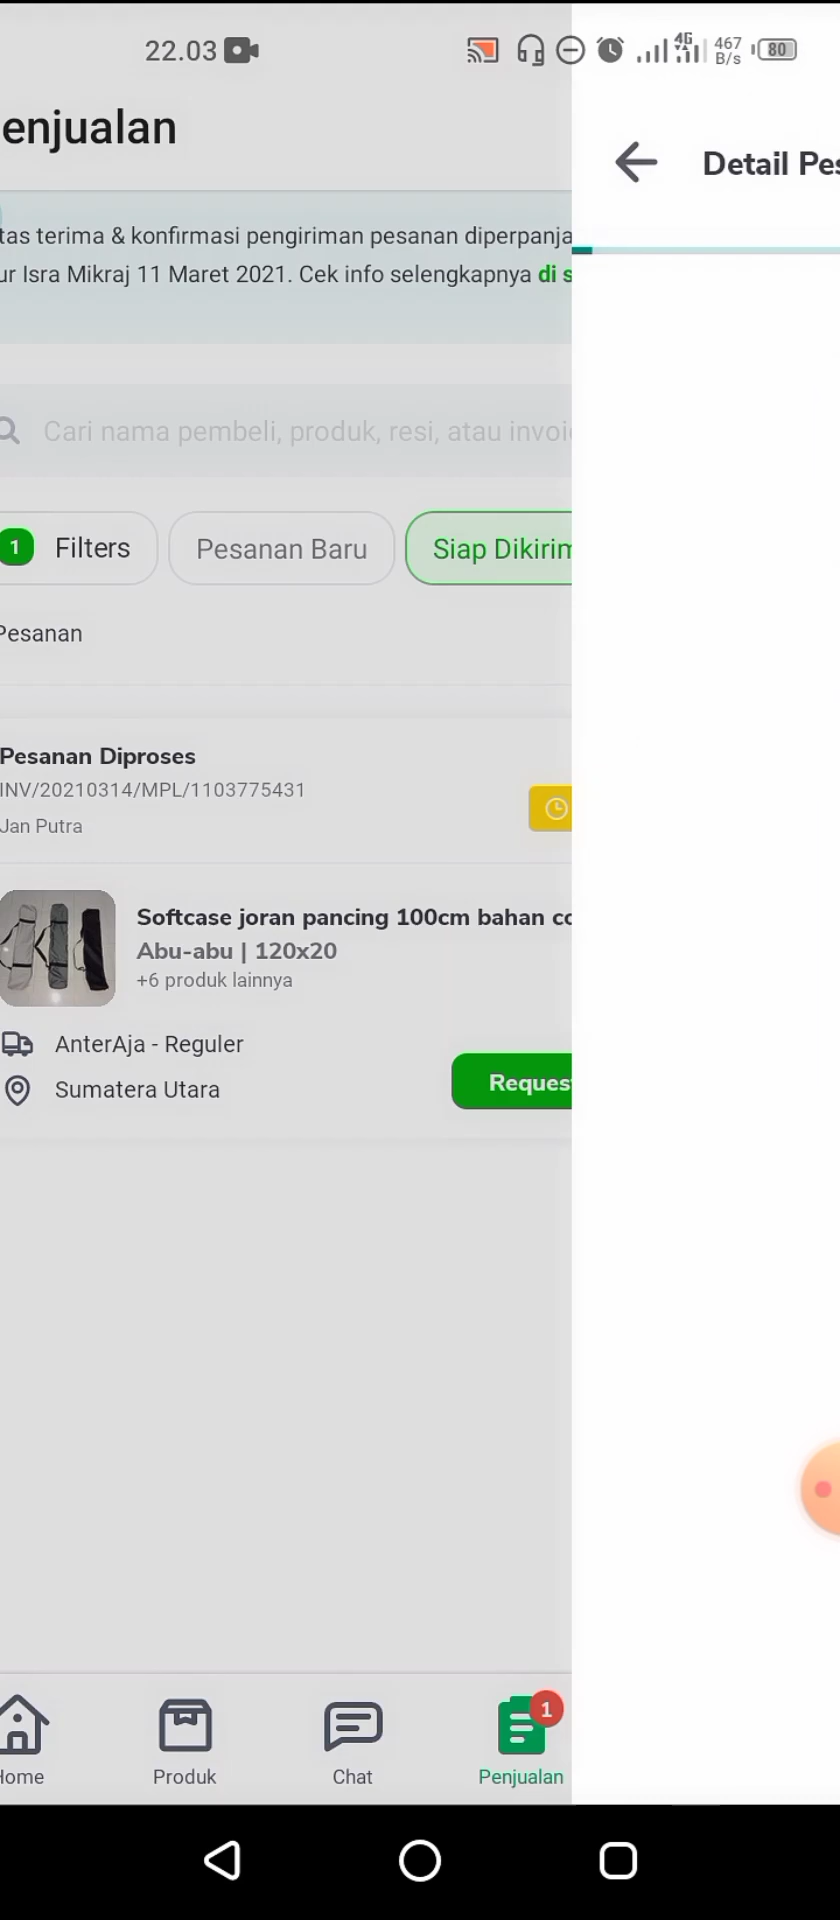 22.03
4G
467
B/s
80
enjualan
Detail Pes
tas terima & konfirmasi pengiriman pesanan diperpanja
ur Isra Mikraj 11 Maret 2021. Cek info selengkapnya di s
Cari nama pembeli, produk, resi, atau invoi
1 Filters
Pesanan Baru
Siap Dikirim
Pesanan
Pesanan Diproses
INV/20210314/MPL/1103775431
Jan Putra
Softcase joran pancing 100cm bahan co
Abu-abu | 120x20
+6 produk lainnya
AnterAja - Reguler
Sumatera Utara
Reques
1
Home
Produk
Chat
Penjualan